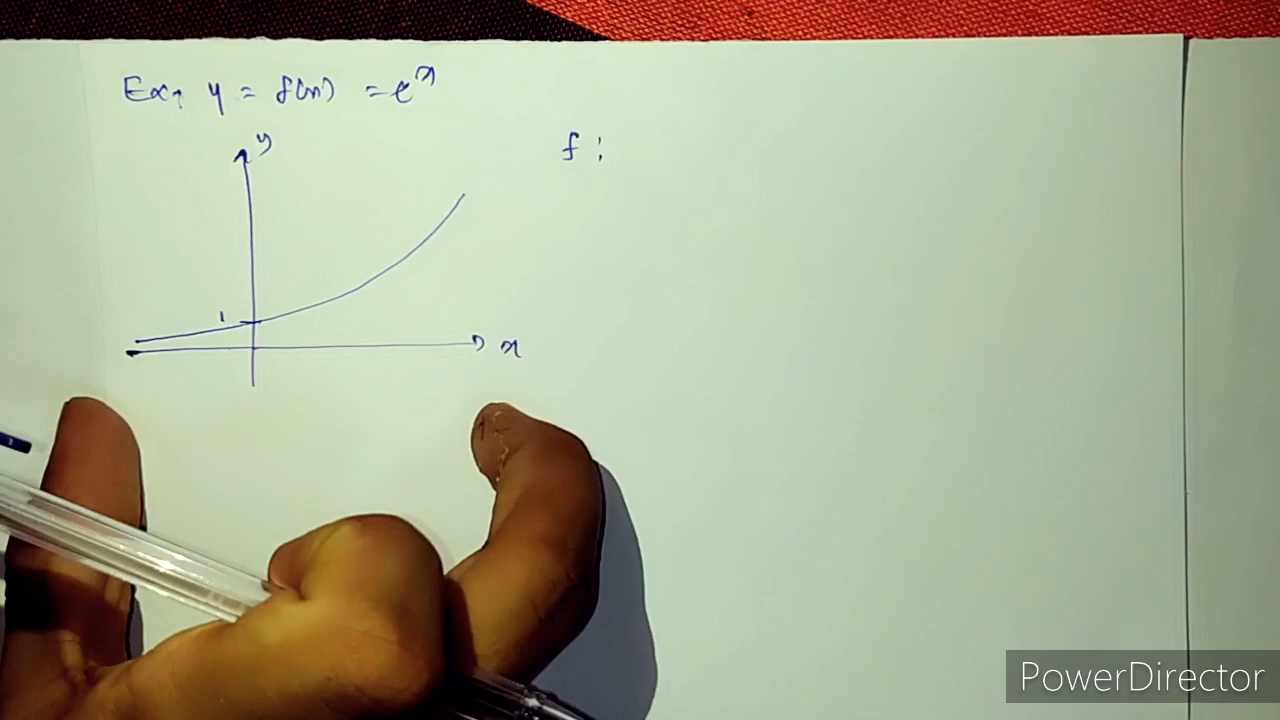 Ex, y = f(x) = e^x
y
f :
1
x
PowerDirector